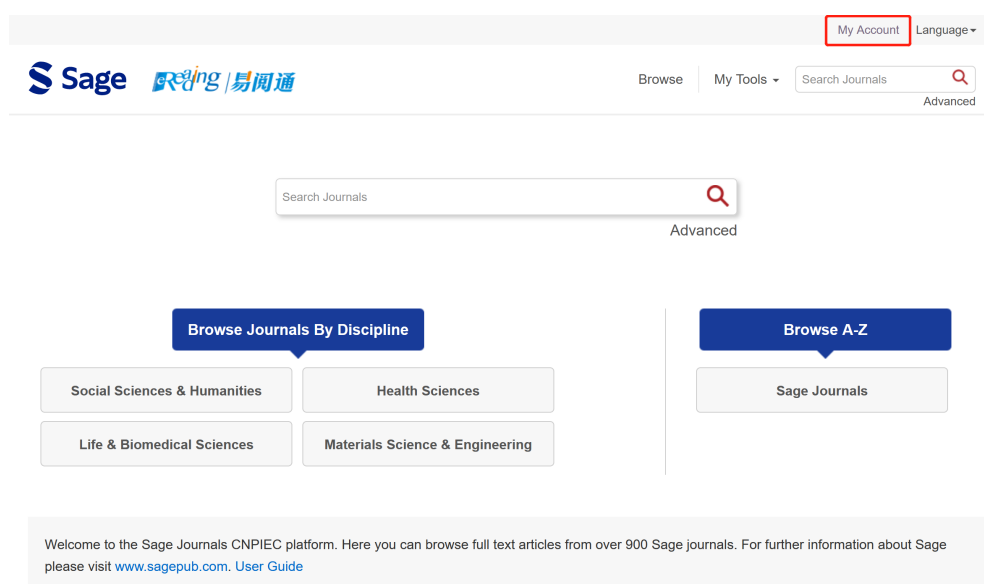 My Account Language
Sage eReading | 易阅通
Browse My Tools Search Journals
Advanced
Search Journals
Advanced
Browse Journals By Discipline
Browse A-Z
Social Sciences & Humanities Health Sciences
Sage Journals
Life & Biomedical Sciences Materials Science & Engineering
Welcome to the Sage Journals CNPIEC platform. Here you can browse full text articles from over 900 Sage journals. For further information about Sage
please visit www.sagepub.com. User Guide